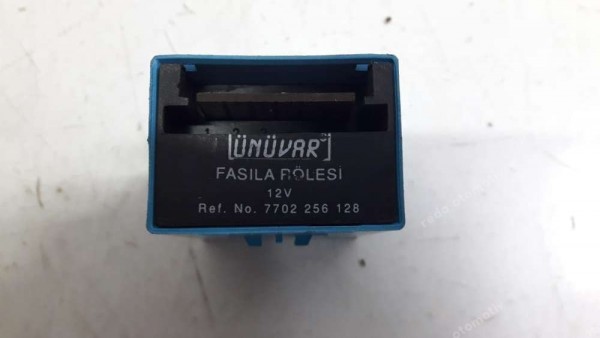 ÜNÜVAR
FASILA RÖLESİ
12V
Ref. No. 7702 256 128